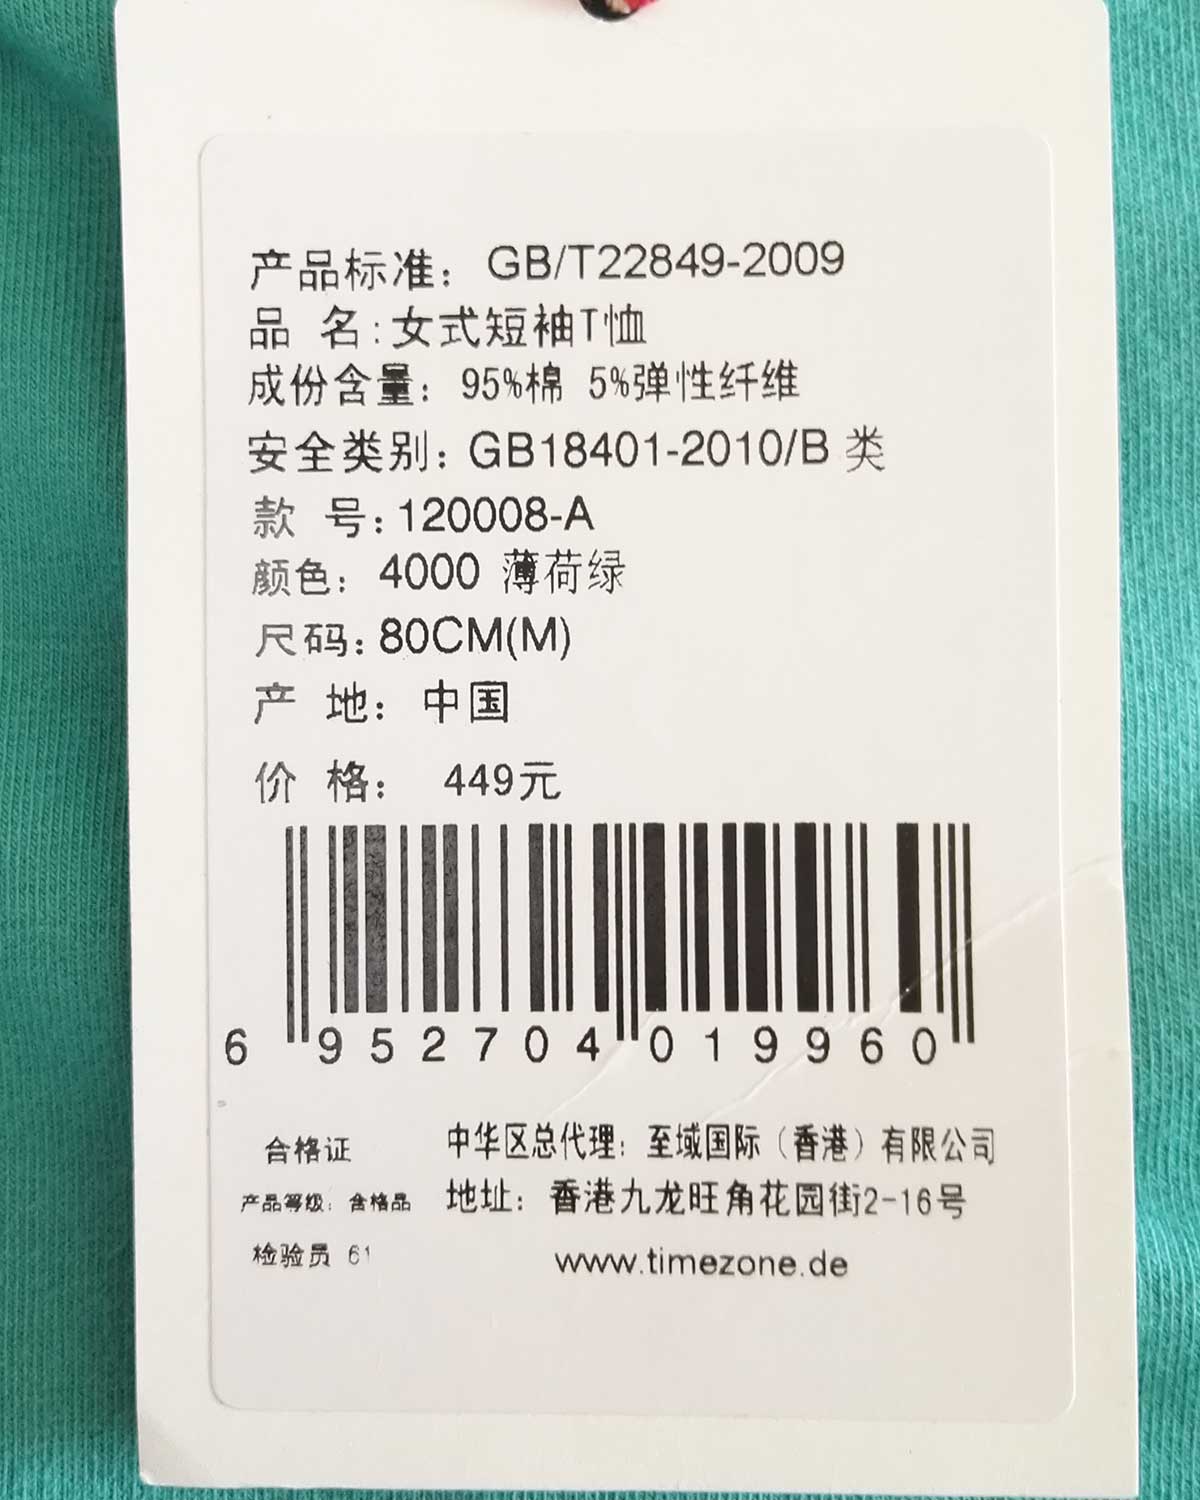 产品标准：GB/T22849-2009
品 名：女式短袖T恤
成份含量：95%棉 5%弹性纤维
安全类别：GB18401-2010/B 类
款 号：120008-A
颜色：4000 薄荷绿
尺码：80CM(M)
产 地：中国
价 格：449元
6 952704 019960
合格证
产品等级：合格品
检验员 61
中华区总代理：至域国际（香港）有限公司
地址：香港九龙旺角花园街2-16号
www.timezone.de